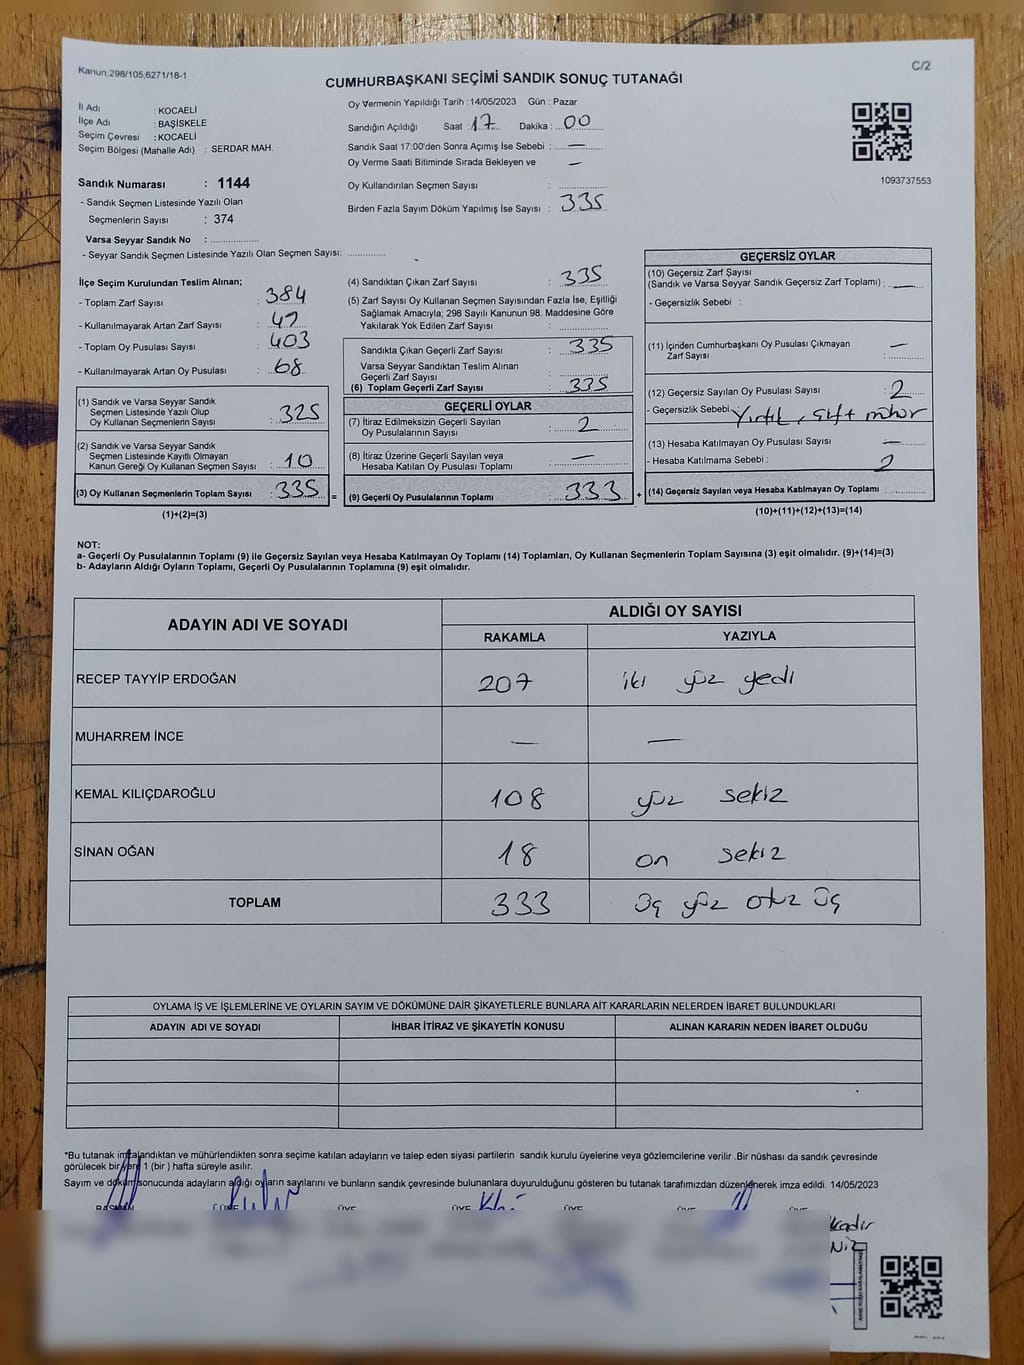 Kanun,298/105,6271/18-1
C/2
CUMHURBAŞKANI SEÇİMİ SANDIK SONUÇ TUTANAĞI
İl Adı : KOCAELİ
İlçe Adı : BAŞİSKELE
Seçim Çevresi : KOCAELİ
Seçim Bölgesi (Mahalle Adı) : SERDAR MAH.
Oy Vermenin Yapıldığı Tarih :14/05/2023 Gün : Pazar
Sandığın Açıldığı Saat : 17 Dakika : 00
Sandık Saat 17:00'den Sonra Açımış İse Sebebi : —
Oy Verme Saati Bitiminde Sırada Bekleyen ve —
Oy Kullandırılan Seçmen Sayısı :
Birden Fazla Sayım Döküm Yapılmış İse Sayısı : 335
1093737553
Sandık Numarası : 1144
- Sandık Seçmen Listesinde Yazılı Olan
Seçmenlerin Sayısı : 374
Varsa Seyyar Sandık No :
- Seyyar Sandık Seçmen Listesinde Yazılı Olan Seçmen Sayısı:
İlçe Seçim Kurulundan Teslim Alınan;
- Toplam Zarf Sayısı : 384
- Kullanılmayarak Artan Zarf Sayısı :
- Toplam Oy Pusulası Sayısı : 403
- Kullanılmayarak Artan Oy Pusulası : 68
(1) Sandık ve Varsa Seyyar Sandık
Seçmen Listesinde Yazılı Olup
Oy Kullanan Seçmenlerin Sayısı : 325
(2) Sandık ve Varsa Seyyar Sandık
Seçmen Listesinde Kayıtlı Olmayan
Kanun Gereği Oy Kullanan Seçmen Sayısı : 10
(3) Oy Kullanan Seçmenlerin Toplam Sayısı : 335 =
(1)+(2)=(3)
(4) Sandıktan Çıkan Zarf Sayısı : 335
(5) Zarf Sayısı Oy Kullanan Seçmen Sayısından Fazla İse, Eşitliği
Sağlamak Amacıyla; 298 Sayılı Kanunun 98. Maddesine Göre
Yakılarak Yok Edilen Zarf Sayısı :
Sandıkta Çıkan Geçerli Zarf Sayısı : 335
Varsa Seyyar Sandıktan Teslim Alınan
Geçerli Zarf Sayısı :
(6) Toplam Geçerli Zarf Sayısı : 335
GEÇERLİ OYLAR
(7) İtiraz Edilmeksizin Geçerli Sayılan
Oy Pusulalarının Sayısı : 2
(8) İtiraz Üzerine Geçerli Sayılan veya
Hesaba Katılan Oy Pusulası Toplamı : —
(9) Geçerli Oy Pusulalarının Toplamı : 333 +
GEÇERSİZ OYLAR
(10) Geçersiz Zarf Sayısı
(Sandık ve Varsa Seyyar Sandık Geçersiz Zarf Toplamı) : —
- Geçersizlik Sebebi :
(11) İçinden Cumhurbaşkanı Oy Pusulası Çıkmayan
Zarf Sayısı : —
(12) Geçersiz Sayılan Oy Pusulası Sayısı : 2
- Geçersizlik Sebebi : Yırtık, çift mühür
(13) Hesaba Katılmayan Oy Pusulası Sayısı : —
- Hesaba Katılmama Sebebi : 2
(14) Geçersiz Sayılan veya Hesaba Katılmayan Oy Toplamı :
(10)+(11)+(12)+(13)=(14)
NOT:
a- Geçerli Oy Pusulalarının Toplamı (9) ile Geçersiz Sayılan veya Hesaba Katılmayan Oy Toplamı (14) Toplamları, Oy Kullanan Seçmenlerin Toplam Sayısına (3) eşit olmalıdır. (9)+(14)=(3)
b- Adayların Aldığı Oyların Toplamı, Geçerli Oy Pusulalarının Toplamına (9) eşit olmalıdır.
ADAYIN ADI VE SOYADI
ALDIĞI OY SAYISI
RAKAMLA YAZIYLA
RECEP TAYYİP ERDOĞAN 207 iki yüz yedi
MUHARREM İNCE — —
KEMAL KILIÇDAROĞLU 108 yüz sekiz
SİNAN OĞAN 18 on sekiz
TOPLAM 333 üç yüz otuz üç
OYLAMA İŞ VE İŞLEMLERİNE VE OYLARIN SAYIM VE DÖKÜMÜNE DAİR ŞİKAYETLERLE BUNLARA AİT KARARLARIN NELERDEN İBARET BULUNDUKLARI
ADAYIN ADI VE SOYADI İHBAR İTİRAZ VE ŞİKAYETİN KONUSU ALINAN KARARIN NEDEN İBARET OLDUĞU
*Bu tutanak imzalandıktan ve mühürlendikten sonra seçime katılan adayların ve talep eden siyasi partilerin sandık kurulu üyelerine veya gözlemcilerine verilir .Bir nüshası da sandık çevresinde
görülecek bir yere 1 (bir ) hafta süreyle asılır.
Sayım ve döküm sonucunda adayların aldığı oyların sayılarını ve bunların sandık çevresinde bulunanlara duyurulduğunu gösteren bu tutanak tarafımızdan düzenlenerek imza edildi. 14/05/2023
BAŞKAN ÜYE ÜYE ÜYE ÜYE